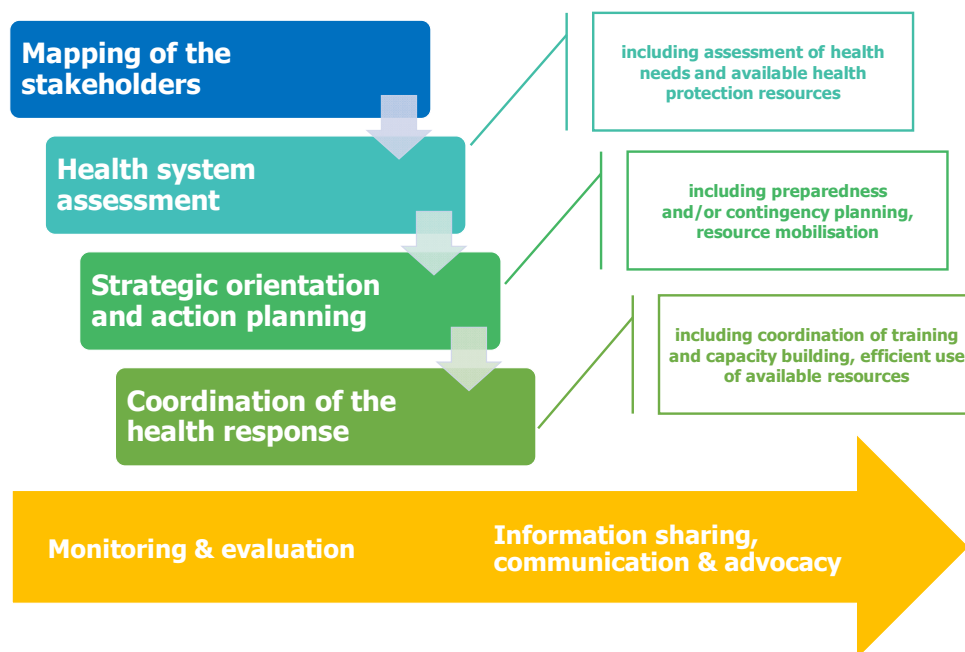 Mapping of the
stakeholders
including assessment of health
needs and available health
protection resources
Health system
assessment
including preparedness
and/or contingency planning,
resource mobilisation
Strategic orientation
and action planning
including coordination of training
and capacity building, efficient use
of available resources
Coordination of the
health response
Monitoring & evaluation
Information sharing,
communication & advocacy